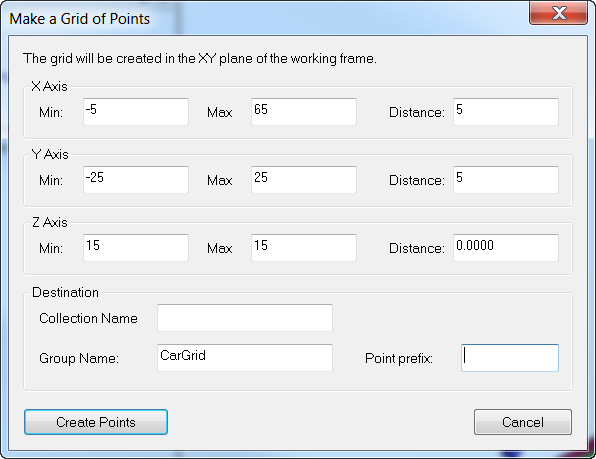 Make a Grid of Points
The grid will be created in the XY plane of the working frame.
X Axis
Min: -5 Max 65 Distance: 5
Y Axis
Min: -25 Max 25 Distance: 5
Z Axis
Min: 15 Max 15 Distance: 0.0000
Destination
Collection Name
Group Name: CarGrid Point prefix:
Create Points Cancel